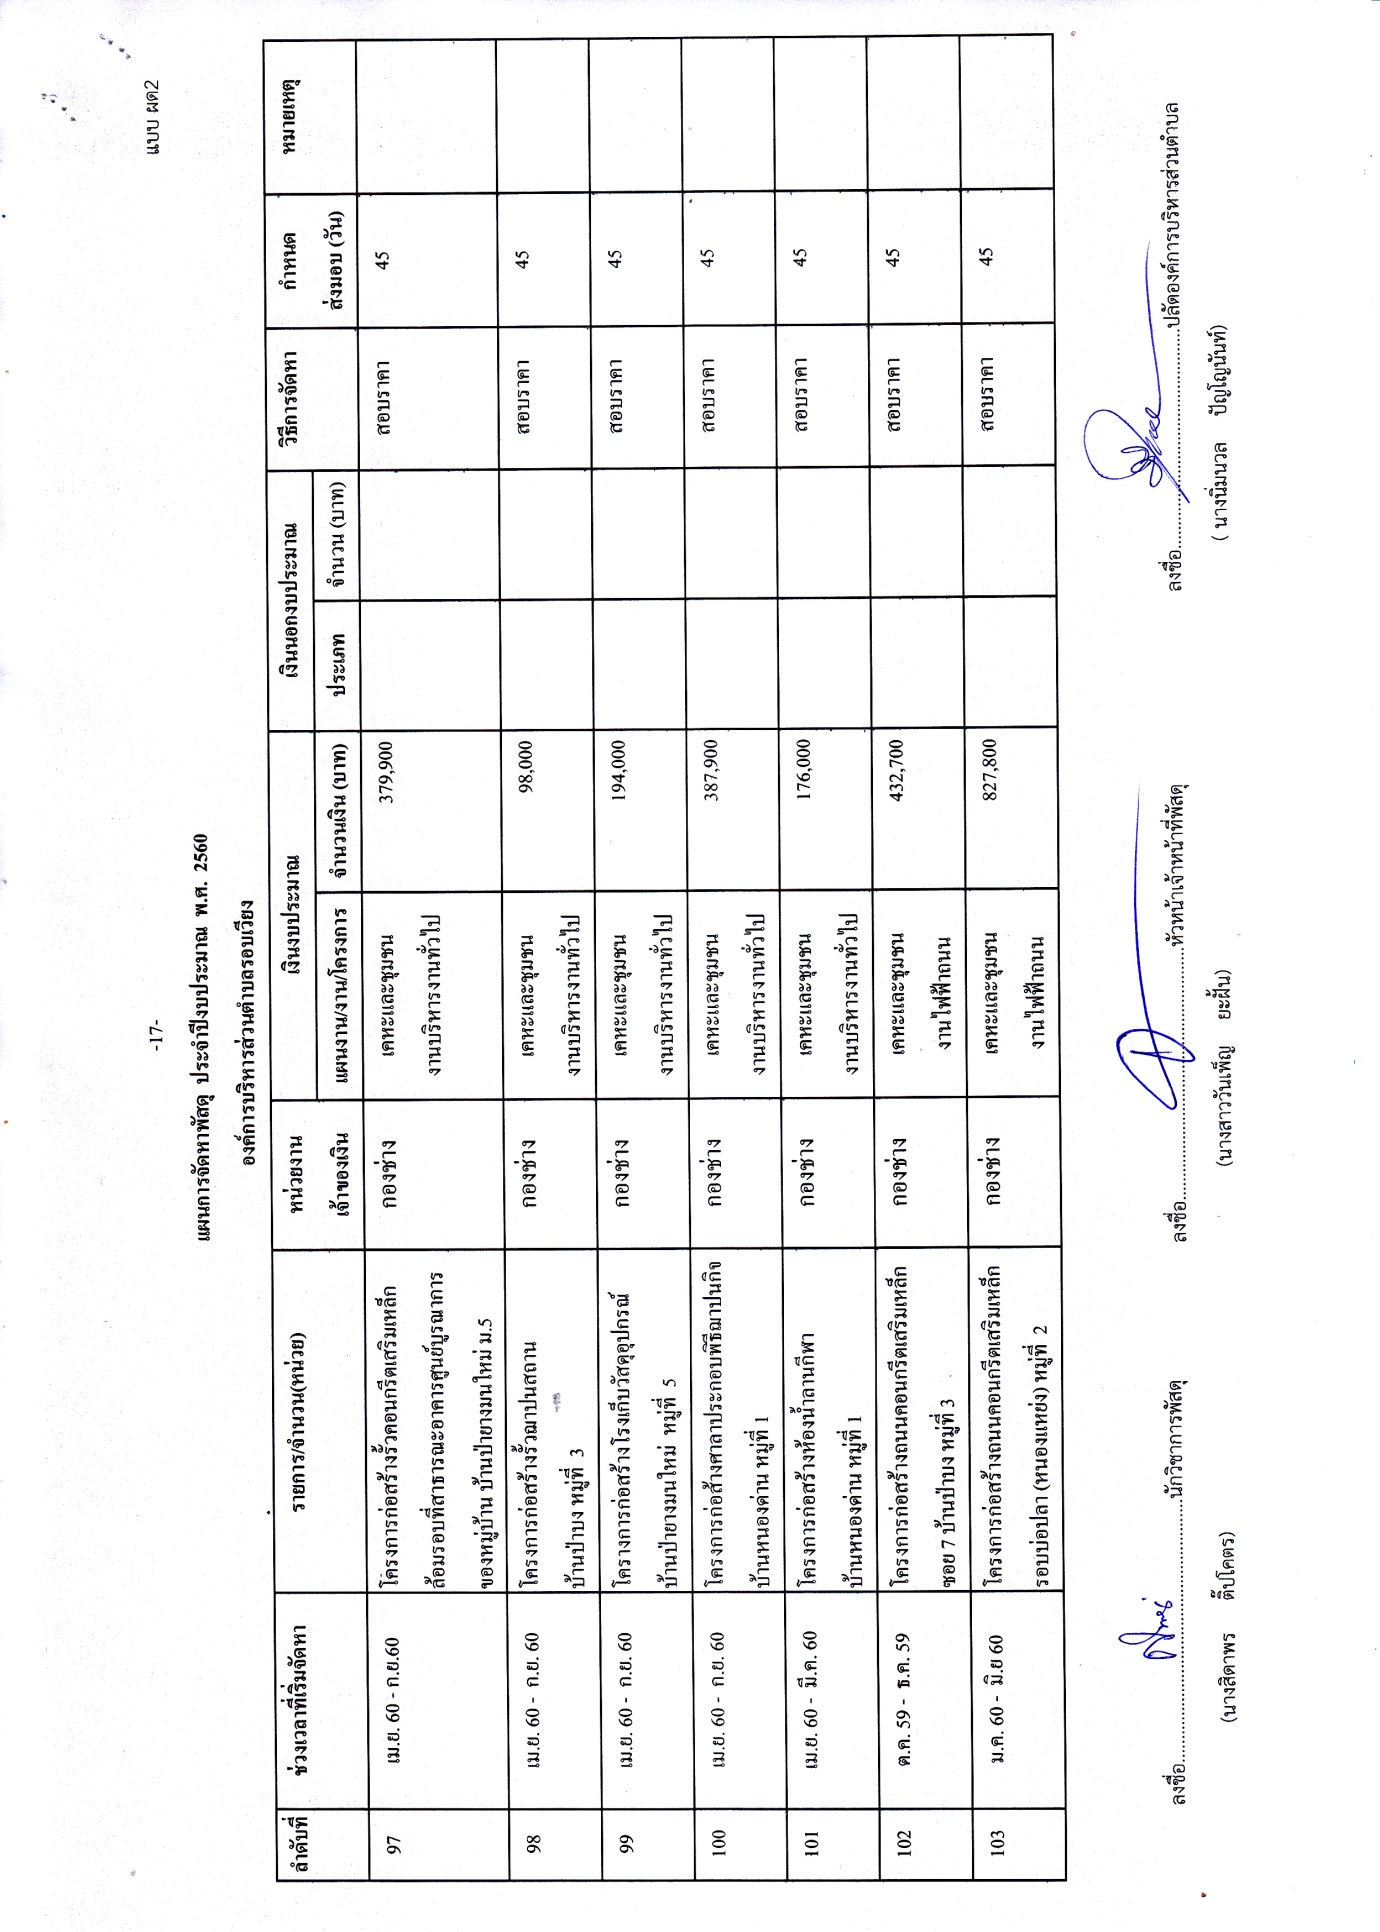 -17-
แบบ ผด2
แผนการจัดหาพัสดุ ประจำปีงบประมาณ พ.ศ. 2560
องค์การบริหารส่วนตำบลรอบเวียง
ลำดับที่ ช่วงเวลาที่เริ่มจัดหา รายการ/จำนวน(หน่วย) หน่วยงาน เงินงบประมาณ เงินนอกงบประมาณ วิธีการจัดหา กำหนด หมายเหตุ
เจ้าของเงิน แผนงาน/งาน/โครงการ จำนวนเงิน (บาท) ประเภท จำนวน (บาท) ส่งมอบ (วัน)
97 เม.ย. 60 - ก.ย.60 โครงการก่อสร้างรั้วคอนกรีตเสริมเหล็ก กองช่าง เคหะและชุมชน 379,900 สอบราคา 45
ล้อมรอบที่สาธารณะอาคารศูนย์บูรณาการ งานบริหารงานทั่วไป
ของหมู่บ้าน บ้านป่ายางมนใหม่ ม.5
98 เม.ย. 60 - ก.ย. 60 โครงการก่อสร้างรั้วฌาปนสถาน กองช่าง เคหะและชุมชน 98,000 สอบราคา 45
บ้านป่าบง หมู่ที่ 3 งานบริหารงานทั่วไป
99 เม.ย. 60 - ก.ย. 60 โครางการก่อสร้างโรงเก็บวัสดุอุปกรณ์ กองช่าง เคหะและชุมชน 194,000 สอบราคา 45
บ้านป่ายางมนใหม่ หมู่ที่ 5 งานบริหารงานทั่วไป
100 เม.ย. 60 - ก.ย. 60 โครงการก่อส้างศาลาประกอบพิธีฌาปนกิจ กองช่าง เคหะและชุมชน 387,900 สอบราคา 45
บ้านหนองด่าน หมู่ที่ 1 งานบริหารงานทั่วไป
101 เม.ย. 60 - มี.ค. 60 โครงการก่อสร้างห้องน้ำลานกีฬา กองช่าง เคหะและชุมชน 176,000 สอบราคา 45
บ้านหนองด่าน หมู่ที่ 1 งานบริหารงานทั่วไป
102 ต.ค. 59 - ธ.ค. 59 โครงการก่อสร้างถนนคอนกรีตเสริมเหล็ก กองช่าง เคหะและชุมชน 432,700 สอบราคา 45
ซอย 7 บ้านป่าบง หมู่ที่ 3 งานไฟฟ้าถนน
103 ม.ค. 60 - มิ.ย 60 โครงการก่อสร้างถนนคอนกรีตเสริมเหล็ก กองช่าง เคหะและชุมชน 827,800 สอบราคา 45
รอบบ่อปลา (หนองแหย่ง) หมู่ที่ 2 งานไฟฟ้าถนน
ลงชื่อ..............................นักวิชาการพัสดุ ลงชื่อ..............................หัวหน้าเจ้าหน้าที่พัสดุ ลงชื่อ..............................ปลัดองค์การบริหารส่วนตำบล
(นางสิดาพร ติ๊ปโคตร) (นางสาววันเพ็ญ ยะฝั้น) ( นางนิ่มนวล ปัญโญนันท์)